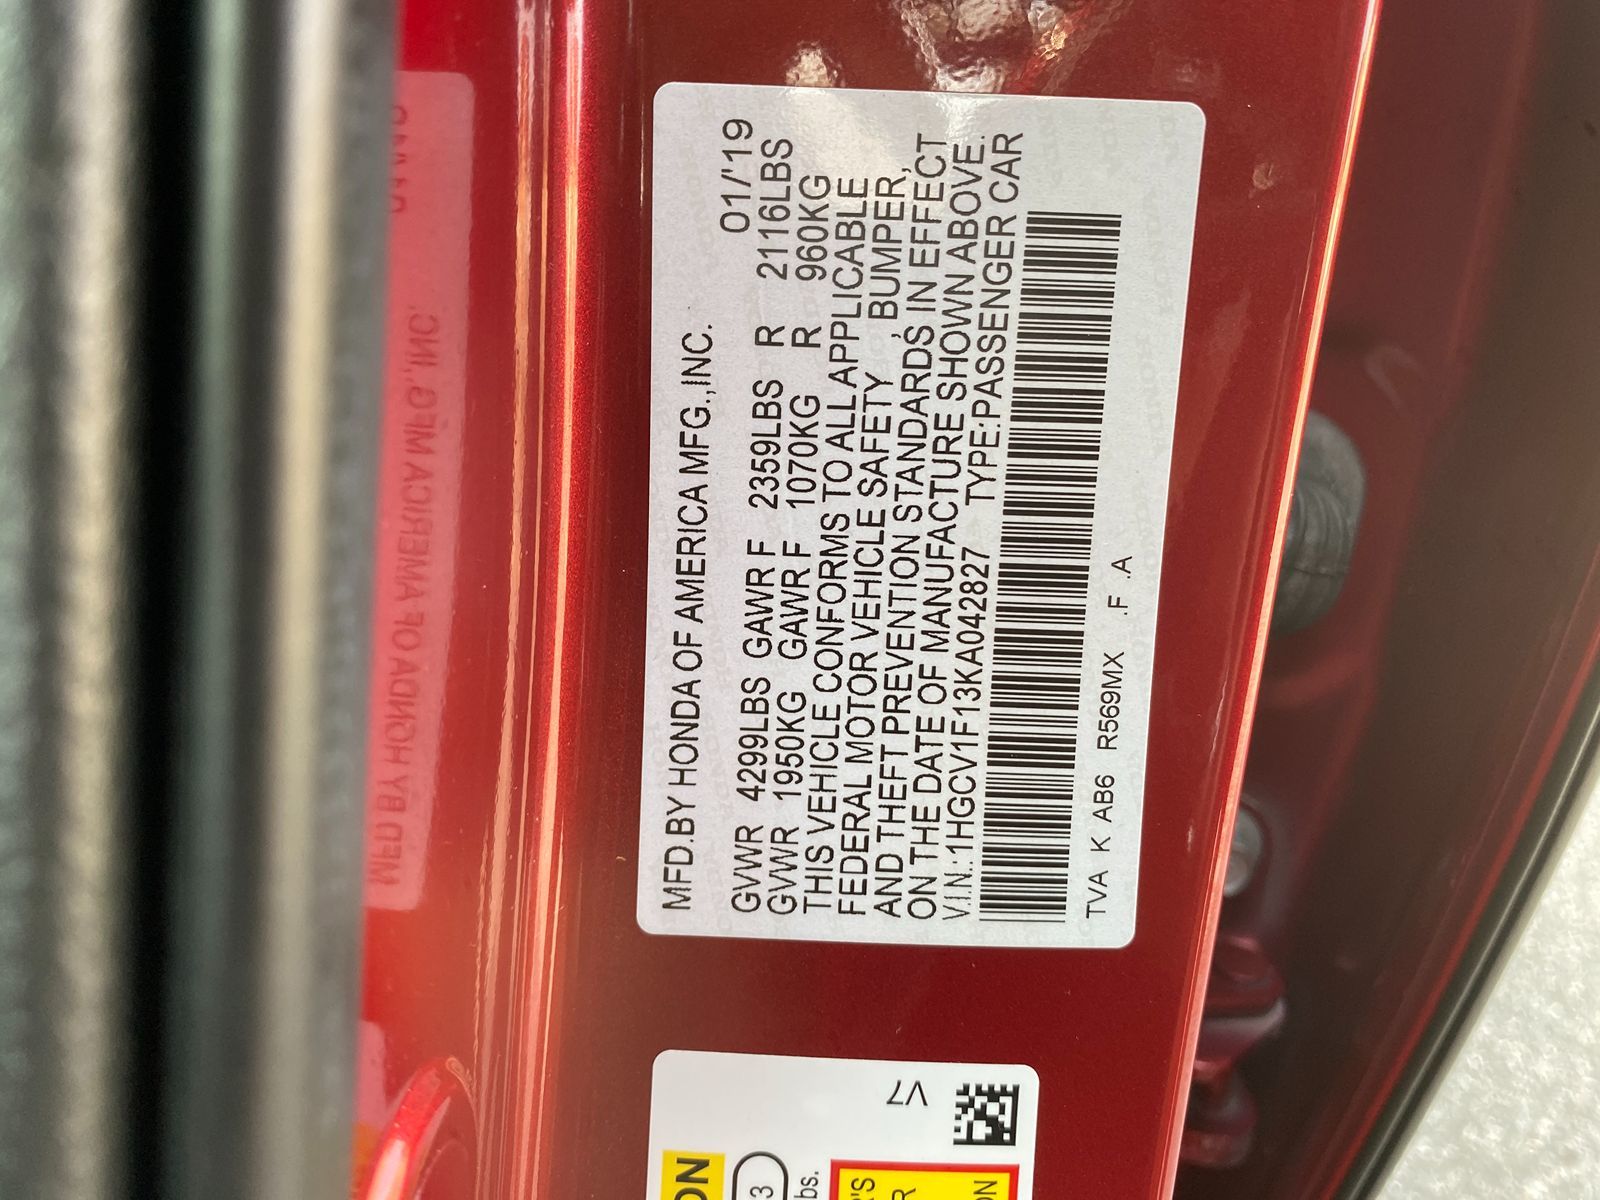 MFD.BY HONDA OF AMERICA MFG.,INC.
01/'19
GVWR 4299LBS GAWR F 2359LBS R 2116LBS
GVWR 1950KG GAWR F 1070KG R 960KG
THIS VEHICLE CONFORMS TO ALL APPLICABLE
FEDERAL MOTOR VEHICLE SAFETY , BUMPER,
AND THEFT PREVENTION STANDARDS IN EFFECT
ON THE DATE OF MANUFACTURE SHOWN ABOVE.
V.I.N.:1HGCV1F13KA042827 TYPE:PASSENGER CAR
TVA K AB6 R569MX .F .A
V7
3